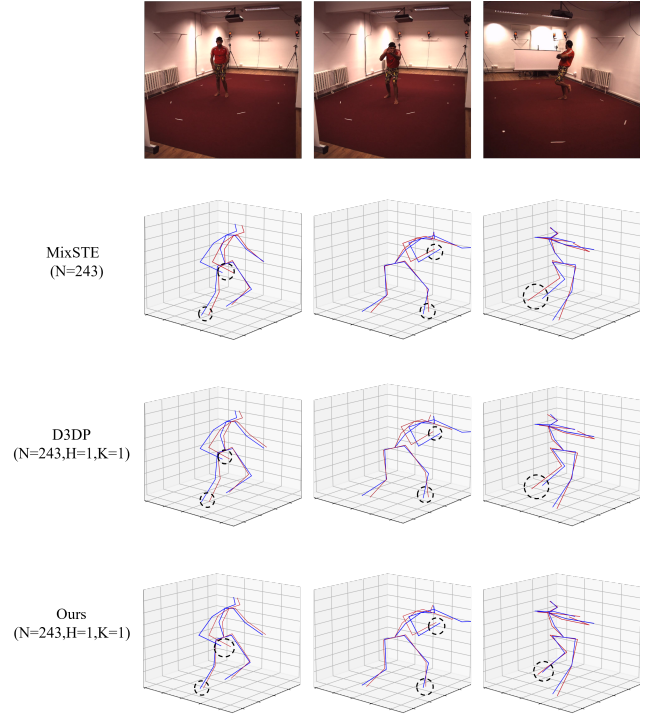 MixSTE
(N=243)
D3DP
(N=243,H=1,K=1)
Ours
(N=243,H=1,K=1)